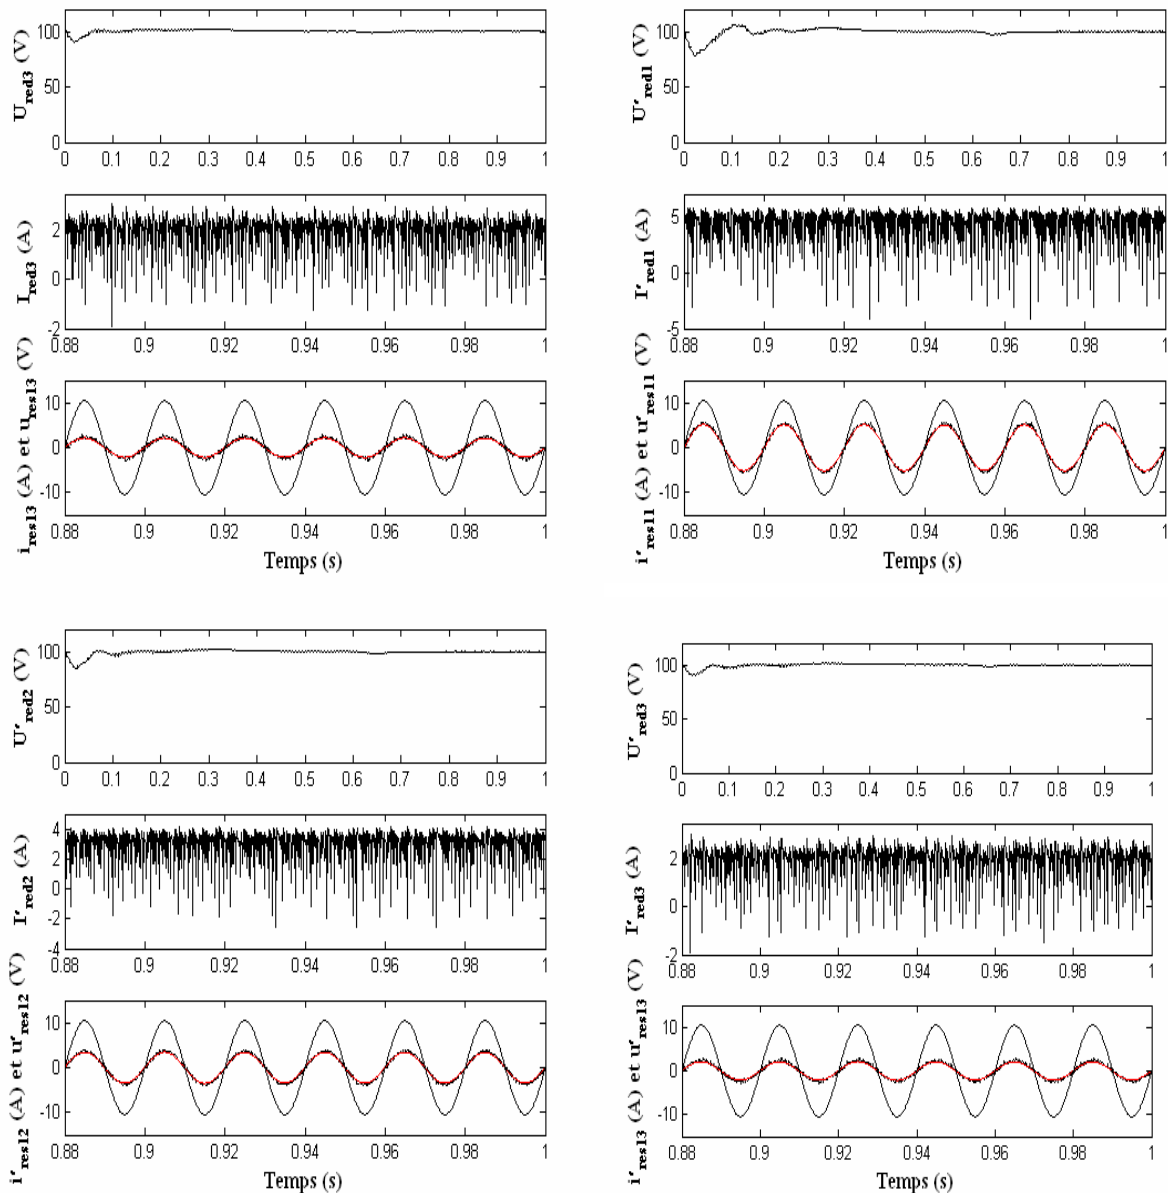 U_red3 (V)
100
50
0
0 0.1 0.2 0.3 0.4 0.5 0.6 0.7 0.8 0.9 1
I_red3 (A)
2
0
-2
0.88 0.9 0.92 0.94 0.96 0.98 1
i_res13 (A) et u_res13 (V)
10
0
-10
0.88 0.9 0.92 0.94 0.96 0.98 1
Temps (s)
U'_red1 (V)
100
50
0
0 0.1 0.2 0.3 0.4 0.5 0.6 0.7 0.8 0.9 1
I'_red1 (A)
5
0
-5
0.88 0.9 0.92 0.94 0.96 0.98 1
i'_res11 (A) et u'_res11 (V)
10
0
-10
0.88 0.9 0.92 0.94 0.96 0.98 1
Temps (s)
U'_red2 (V)
100
50
0
0 0.1 0.2 0.3 0.4 0.5 0.6 0.7 0.8 0.9 1
I'_red2 (A)
4
2
0
-2
-4
0.88 0.9 0.92 0.94 0.96 0.98 1
i'_res12 (A) et u'_res12 (V)
10
0
-10
0.88 0.9 0.92 0.94 0.96 0.98 1
Temps (s)
U'_red3 (V)
100
50
0
0 0.1 0.2 0.3 0.4 0.5 0.6 0.7 0.8 0.9 1
I'_red3 (A)
2
0
-2
0.88 0.9 0.92 0.94 0.96 0.98 1
i'_res13 (A) et u'_res13 (V)
10
0
-10
0.88 0.9 0.92 0.94 0.96 0.98 1
Temps (s)